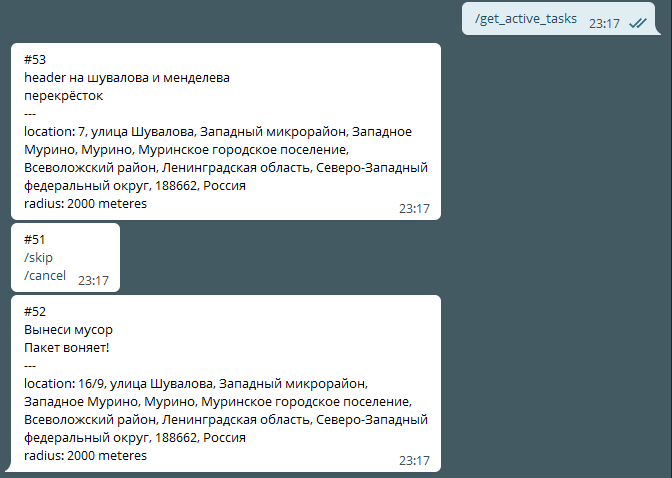 /get_active_tasks 23:17
#53
header на шувалова и менделева
перекрёсток
---
location: 7, улица Шувалова, Западный микрорайон, Западное
Мурино, Мурино, Муринское городское поселение,
Всеволожский район, Ленинградская область, Северо-Западный
федеральный округ, 188662, Россия
radius: 2000 meteres
23:17
#51
/skip
/cancel 23:17
#52
Вынеси мусор
Пакет воняет!
---
location: 16/9, улица Шувалова, Западный микрорайон,
Западное Мурино, Мурино, Муринское городское поселение,
Всеволожский район, Ленинградская область, Северо-Западный
федеральный округ, 188662, Россия
radius: 2000 meteres
23:17